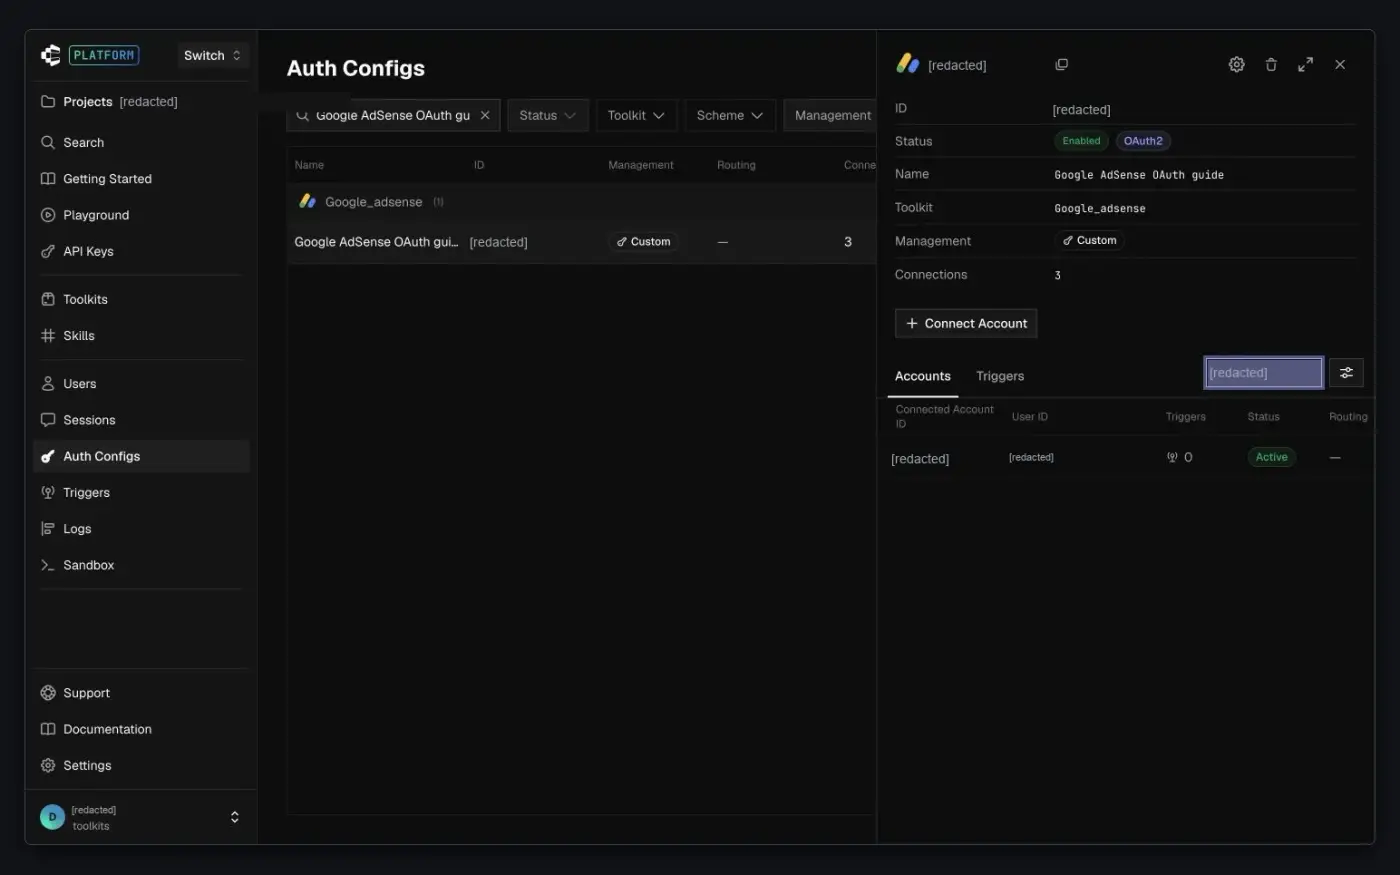 PLATFORM
Switch
Projects [redacted]
Search
Getting Started
Playground
API Keys
Toolkits
Skills
Users
Sessions
Auth Configs
Triggers
Logs
Sandbox
Support
Documentation
Settings
D
[redacted]
toolkits
Auth Configs
Google AdSense OAuth gu
Status
Toolkit
Scheme
Management
Name ID Management Routing Conne
Google_adsense (1)
Google AdSense OAuth gui... [redacted] Custom — 3
[redacted]
ID [redacted]
Status Enabled OAuth2
Name Google AdSense OAuth guide
Toolkit Google_adsense
Management Custom
Connections 3
+ Connect Account
Accounts Triggers [redacted]
Connected Account
ID
User ID Triggers Status Routing
[redacted] [redacted] 0 Active —